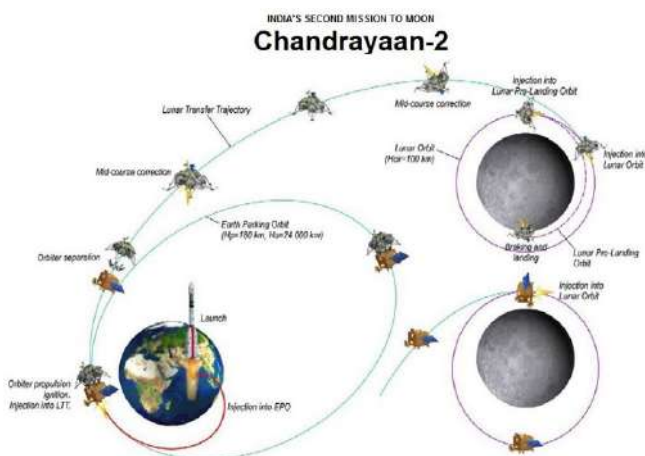 INDIA'S SECOND MISSION TO MOON
Chandrayaan-2
Injection into
Lunar Pro-Landing Orbit
Mid-course correction
Lunar Transfer Trajectory
Lunar Orbit
(Hcir=100 km)
Injection into
Lunar Orbit
Mid-course correction
Earth Parking Orbit
(Hp=180 km, Ha=24 000 km)
Braking and
landing
Lunar Pro-Landing
Orbit
Orbiter separation
Injection into
Lunar Orbit
Launch
Orbiter propulsion
ignition.
Injection into LTT.
Injection into EPO